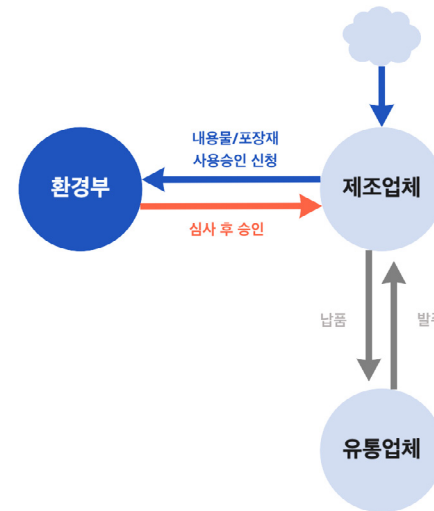 내용물/포장재
사용승인 신청
환경부
제조업체
심사 후 승인
납품
유통업체